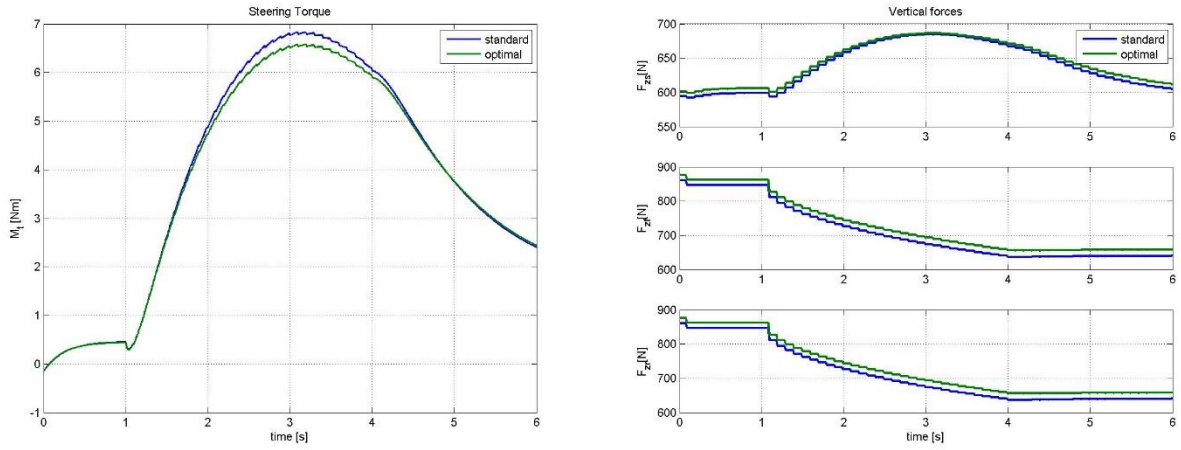 Steering Torque
standard
optimal
7
6
5
4
3
2
1
0
-1
M_t [Nm]
0 1 2 3 4 5 6
time [s]
Vertical forces
standard
optimal
700
650
600
550
F_zs[N]
0 1 2 3 4 5 6
900
800
700
600
F_zf[N]
0 1 2 3 4 5 6
900
800
700
600
F_zr[N]
0 1 2 3 4 5 6
time [s]